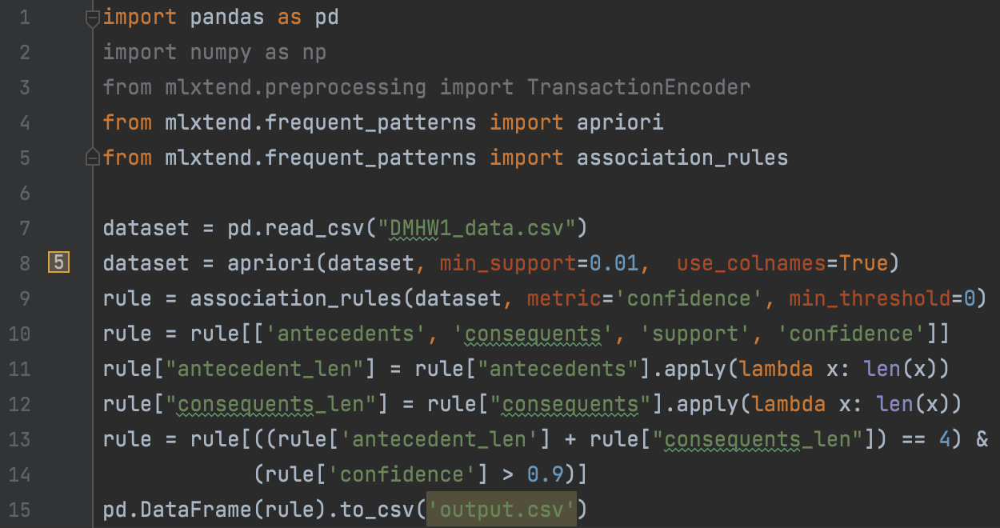 1 import pandas as pd
2 import numpy as np
3 from mlxtend.preprocessing import TransactionEncoder
4 from mlxtend.frequent_patterns import apriori
5 from mlxtend.frequent_patterns import association_rules
6
7 dataset = pd.read_csv("DMHW1_data.csv")
8 5 dataset = apriori(dataset, min_support=0.01,  use_colnames=True)
9 rule = association_rules(dataset, metric='confidence', min_threshold=0)
10 rule = rule[['antecedents', 'consequents', 'support', 'confidence']]
11 rule["antecedent_len"] = rule["antecedents"].apply(lambda x: len(x))
12 rule["consequents_len"] = rule["consequents"].apply(lambda x: len(x))
13 rule = rule[((rule['antecedent_len'] + rule["consequents_len"]) == 4) &
14             (rule['confidence'] > 0.9)]
15 pd.DataFrame(rule).to_csv('output.csv')